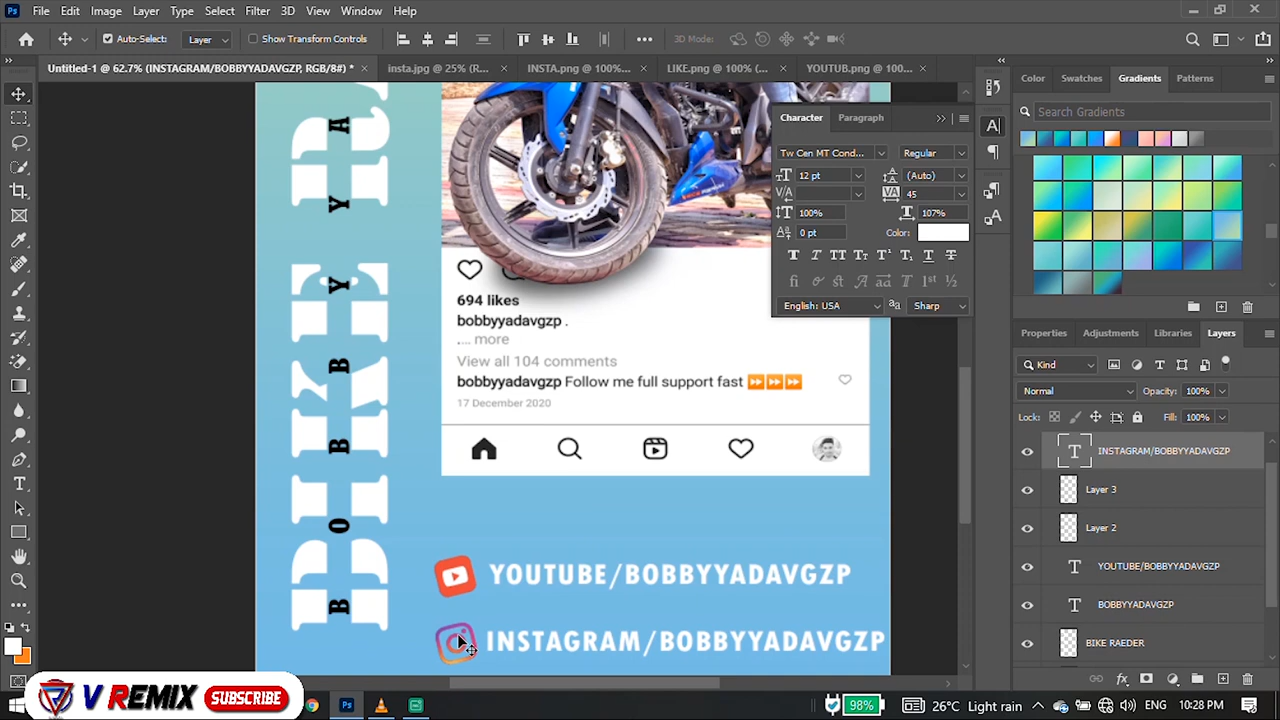 Ps File Edit Image Layer Type Select Filter 3D View Window Help
Auto-Select: Layer Show Transform Controls 3D Mode:
Untitled-1 @ 62.7% (INSTAGRAM/BOBBYYADAVGZP, RGB/8#) * × insta.jpg @ 25% (R... × INSTA.png @ 100%... × LIKE.png @ 100% (... × YOUTUB.png @ 100... ×
Color Swatches Gradients Patterns
Search Gradients
Character Paragraph
Tw Cen MT Cond... Regular
12 pt (Auto)
45
100% 107%
0 pt Color:
English: USA Sharp
BOBBYYA
694 likes
bobbyyadavgzp .
.... more
View all 104 comments
bobbyyadavgzp Follow me full support fast ⏩⏩⏩
17 December 2020
YOUTUBE/BOBBYYADAVGZP
INSTAGRAM/BOBBYYADAVGZP
Properties Adjustments Libraries Layers
Kind
Normal Opacity: 100%
Lock: Fill: 100%
INSTAGRAM/BOBBYYADAVGZP
Layer 3
Layer 2
YOUTUBE/BOBBYYADAVGZP
BOBBYYADAVGZP
BIKE RAEDER
V REMIX SUBSCRIBE
98% 26°C Light rain ENG 10:28 PM